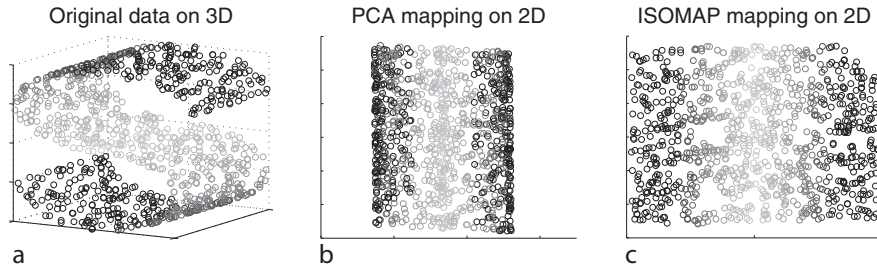 Original data on 3D
PCA mapping on 2D
ISOMAP mapping on 2D
a
b
c